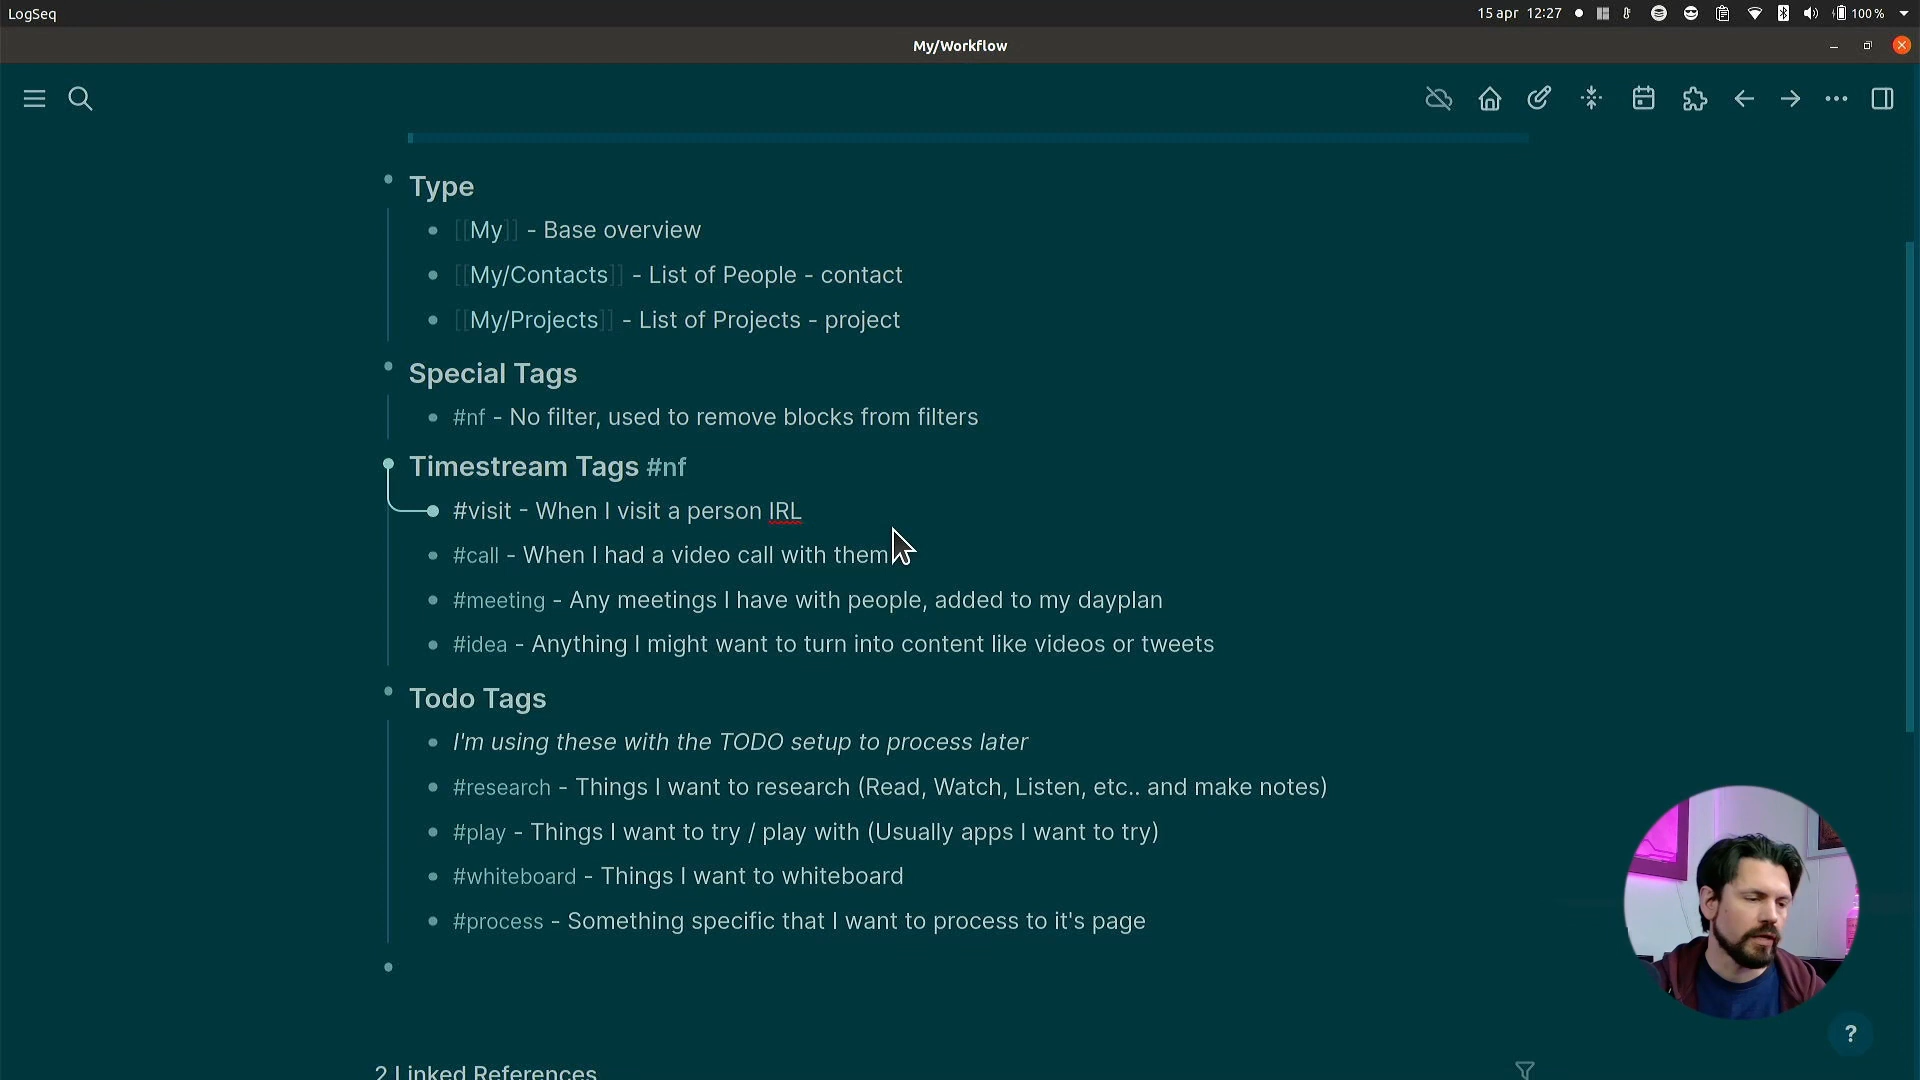 LogSeq
15 apr 12:27
100 %
My/Workflow
Type
[[My]] - Base overview
[[My/Contacts]] - List of People - contact
[[My/Projects]] - List of Projects - project
Special Tags
#nf - No filter, used to remove blocks from filters
Timestream Tags #nf
#visit - When I visit a person IRL
#call - When I had a video call with them
#meeting - Any meetings I have with people, added to my dayplan
#idea - Anything I might want to turn into content like videos or tweets
Todo Tags
I'm using these with the TODO setup to process later
#research - Things I want to research (Read, Watch, Listen, etc.. and make notes)
#play - Things I want to try / play with (Usually apps I want to try)
#whiteboard - Things I want to whiteboard
#process - Something specific that I want to process to it's page
?
2 Linked References